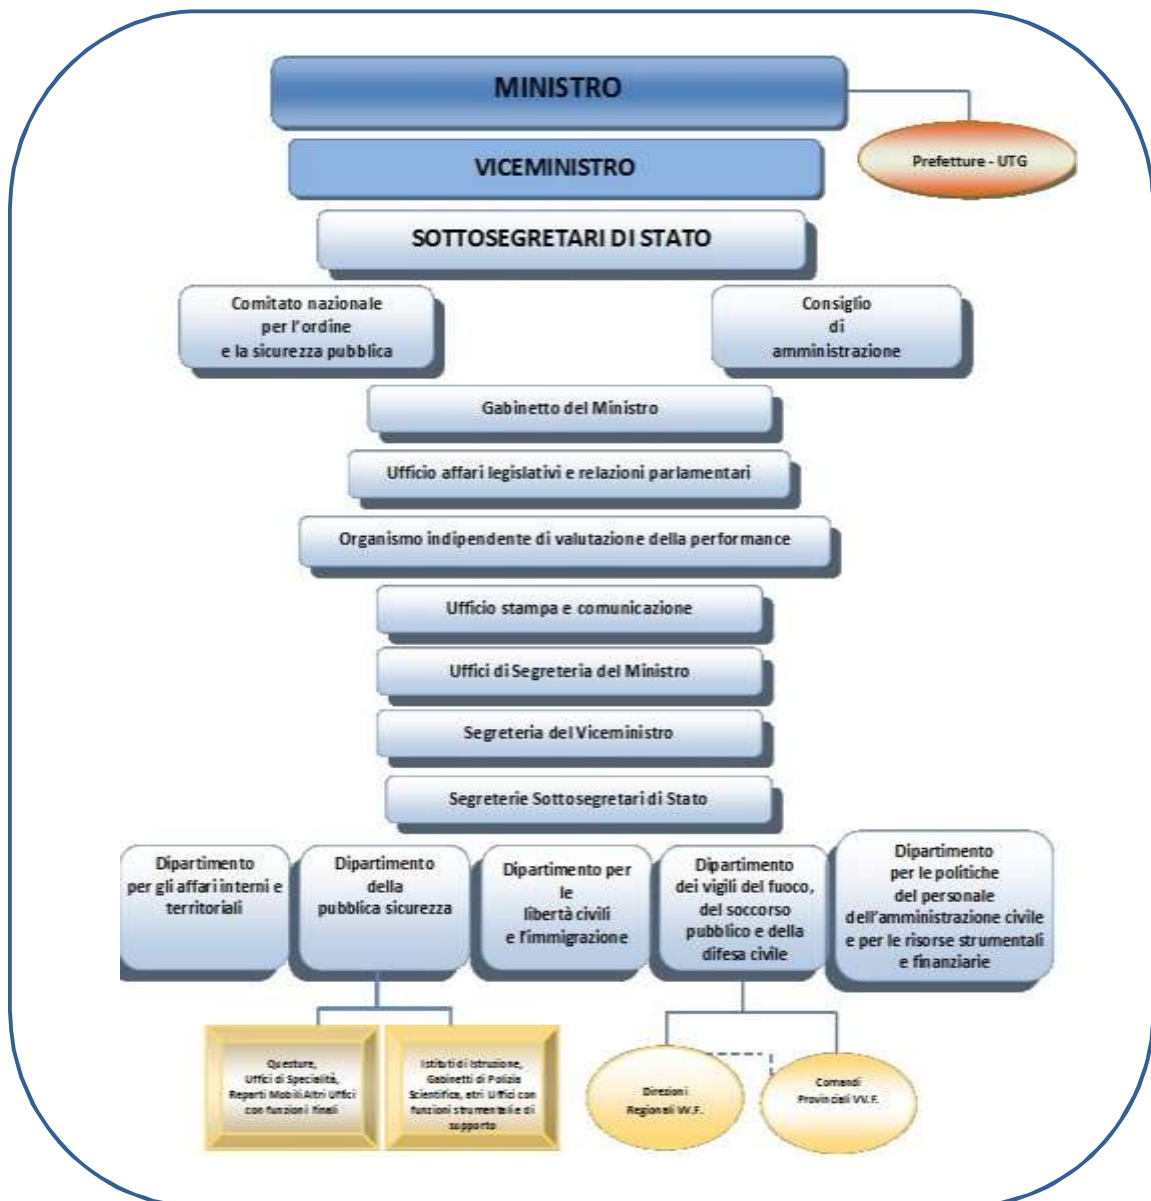 MINISTRO
Prefetture - UTG
VICEMINISTRO
SOTTOSEGRETARI DI STATO
Comitato nazionale
per l'ordine
e la sicurezza pubblica
Consiglio
di
amministrazione
Gabinetto del Ministro
Ufficio affari legislativi e relazioni parlamentari
Organismo indipendente di valutazione della performance
Ufficio stampa e comunicazione
Uffici di Segreteria del Ministro
Segreteria del Viceministro
Segreterie Sottosegretari di Stato
Dipartimento
per gli affari interni e
territoriali
Dipartimento
della
pubblica sicurezza
Dipartimento per
le
libertà civili
e l'immigrazione
Dipartimento
dei vigili del fuoco,
del soccorso
pubblico e della
difesa civile
Dipartimento
per le politiche
del personale
dell'amministrazione civile
e per le risorse strumentali
e finanziarie
Questure,
Uffici di Specialità,
Reparti Mobili Altri Uffici
con funzioni finali
Istituti di Istruzione,
Gabinetti di Polizia
Scientifica, atri Uffici con
funzioni strumentali e di
supporto
Direzioni
Regionali VV.F.
Comandi
Provinciali VV.F.